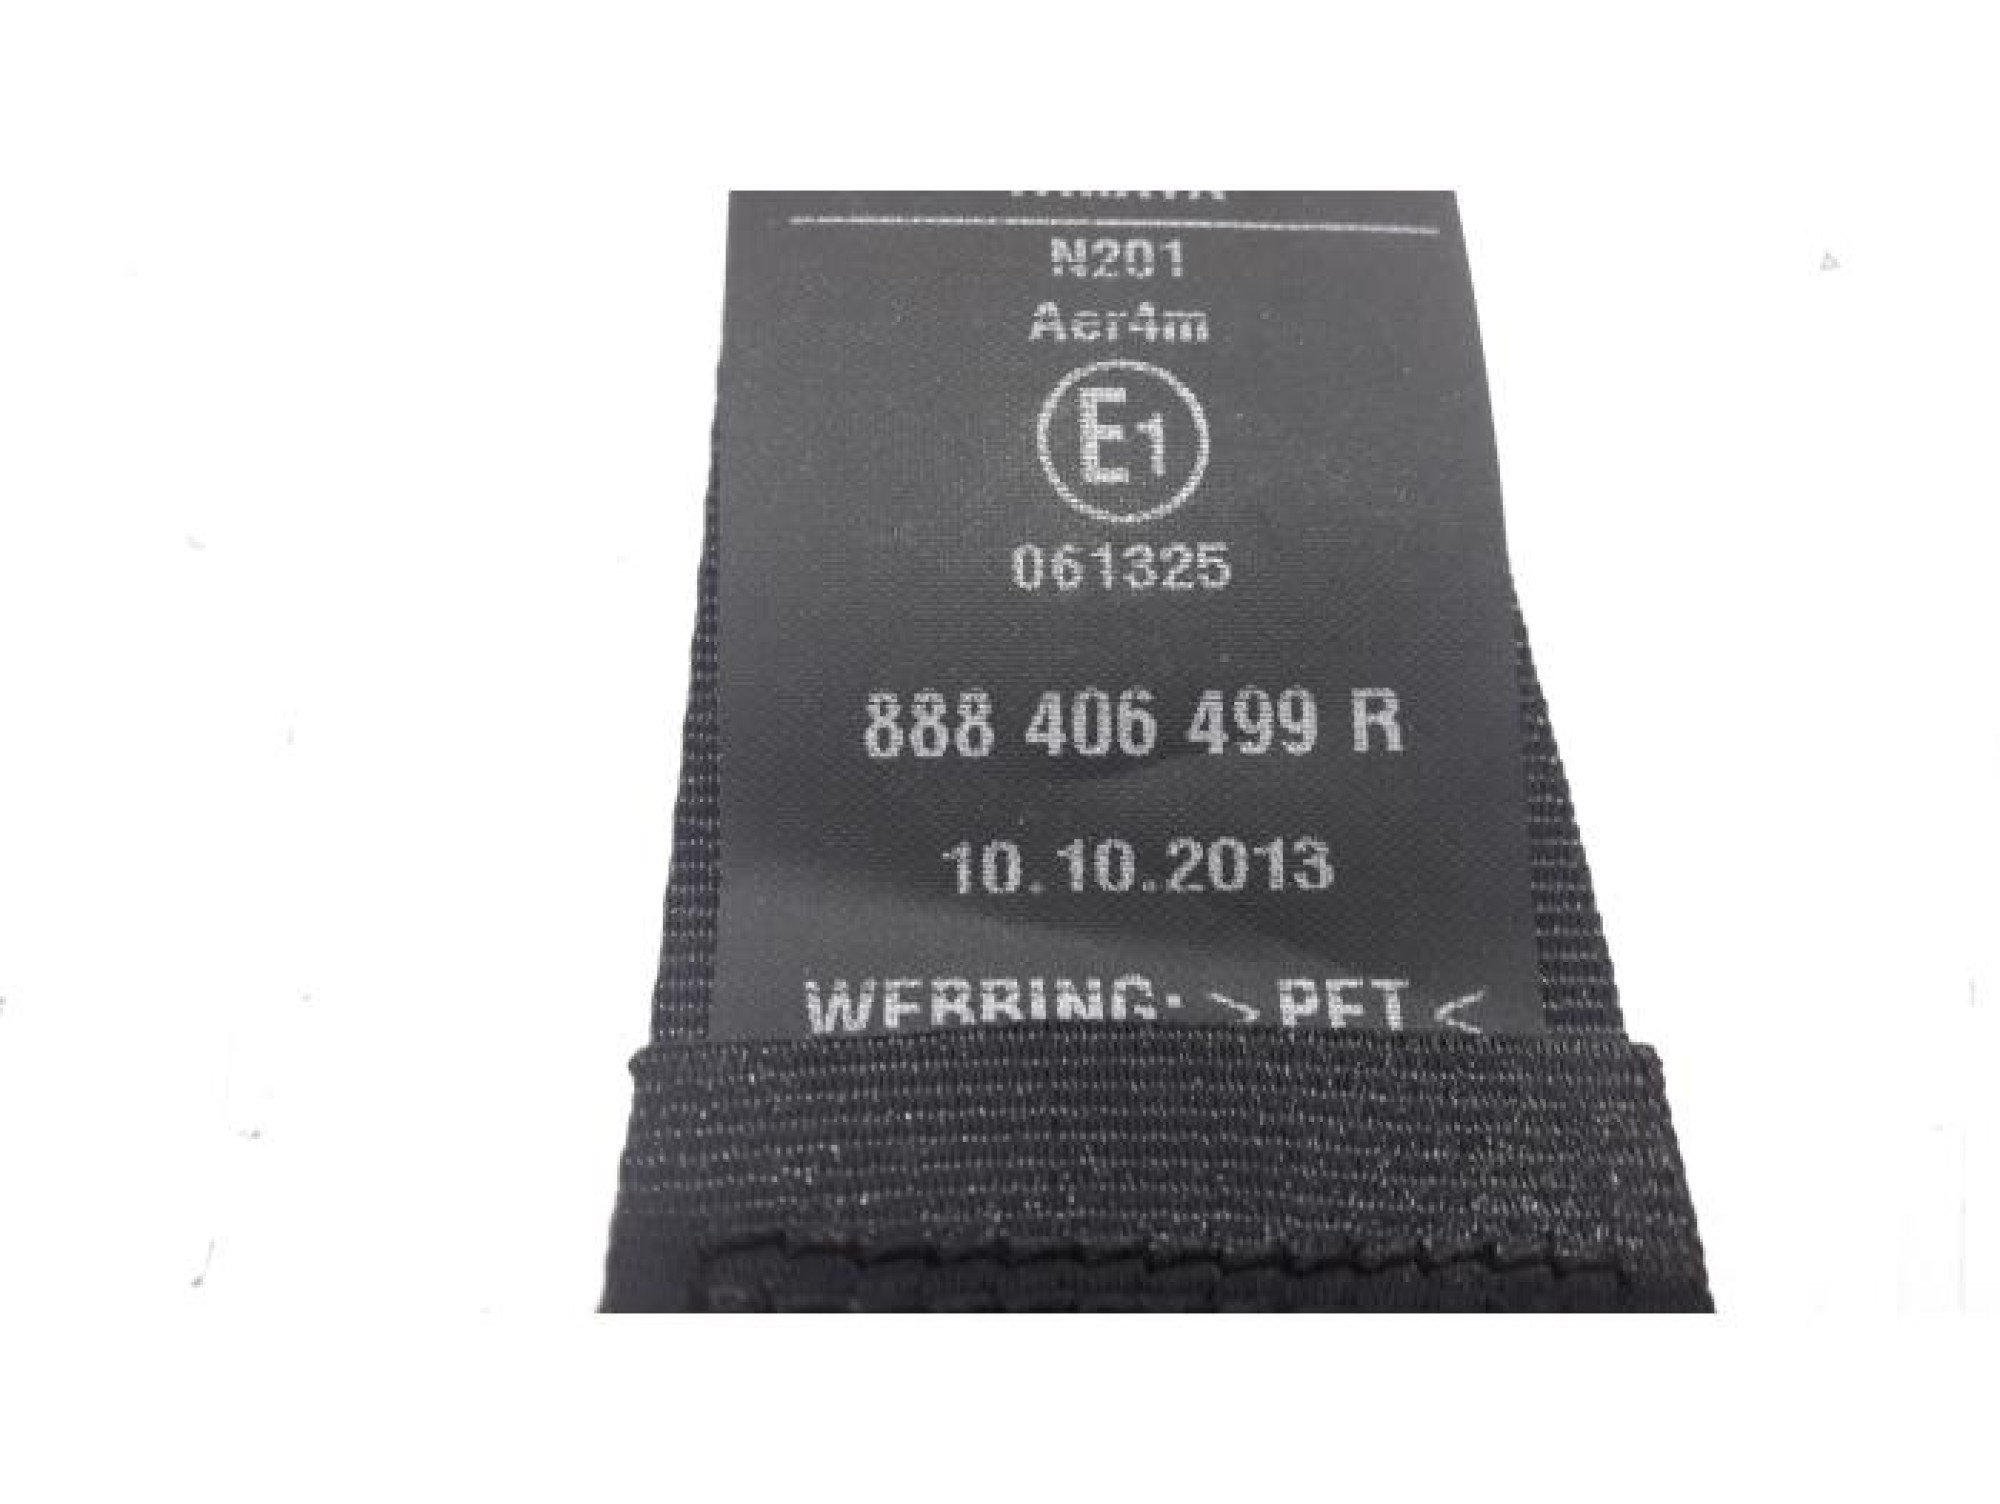 N201
Aer4m
E1
061325
888 406 499 R
10.10.2013
WEBBING: >PET<